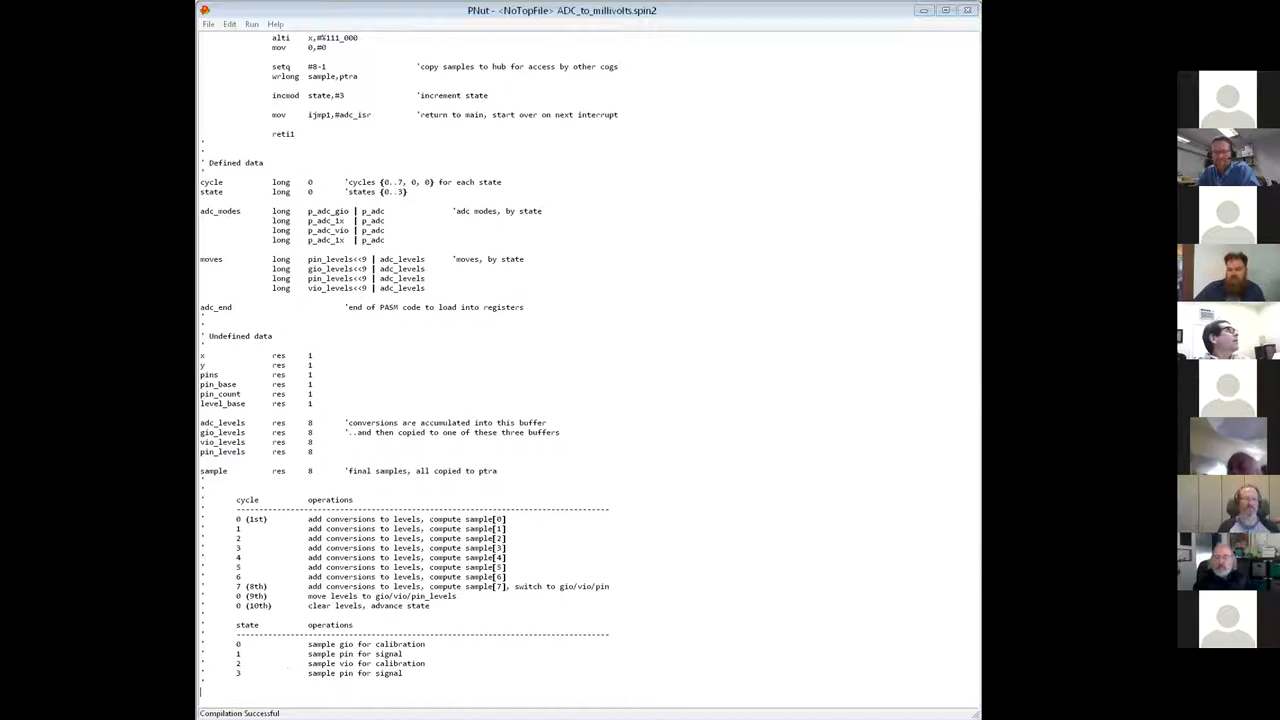 PNut - <NoTopFile> ADC_to_millivolts.spin2
File Edit Run Help
alti x,#%111_000
mov 0,#0
setq #8-1 'copy samples to hub for access by other cogs
wrlong sample,ptra
incmod state,#3 'increment state
mov ijmp1,#adc_isr 'return to main, start over on next interrupt
reti1
'
'
' Defined data
'
cycle long 0 'cycles {0..7, 0, 0} for each state
state long 0 'states {0..3}
adc_modes long p_adc_gio | p_adc 'adc modes, by state
long p_adc_1x | p_adc
long p_adc_vio | p_adc
long p_adc_1x | p_adc
moves long pin_levels<<9 | adc_levels 'moves, by state
long gio_levels<<9 | adc_levels
long pin_levels<<9 | adc_levels
long vio_levels<<9 | adc_levels
adc_end 'end of PASM code to load into registers
'
'
' Undefined data
'
x res 1
y res 1
pins res 1
pin_base res 1
pin_count res 1
level_base res 1
adc_levels res 8 'conversions are accumulated into this buffer
gio_levels res 8 '..and then copied to one of these three buffers
vio_levels res 8
pin_levels res 8
sample res 8 'final samples, all copied to ptra
'
'
' cycle operations
' --------------------------------------------------------------
' 0 (1st) add conversions to levels, compute sample[0]
' 1 add conversions to levels, compute sample[1]
' 2 add conversions to levels, compute sample[2]
' 3 add conversions to levels, compute sample[3]
' 4 add conversions to levels, compute sample[4]
' 5 add conversions to levels, compute sample[5]
' 6 add conversions to levels, compute sample[6]
' 7 (8th) add conversions to levels, compute sample[7], switch to gio/vio/pin
' 0 (9th) move levels to gio/vio/pin_levels
' 0 (10th) clear levels, advance state
'
' state operations
' --------------------------------------------------------------
' 0 sample gio for calibration
' 1 sample pin for signal
' 2 sample vio for calibration
' 3 sample pin for signal
'
Compilation Successful